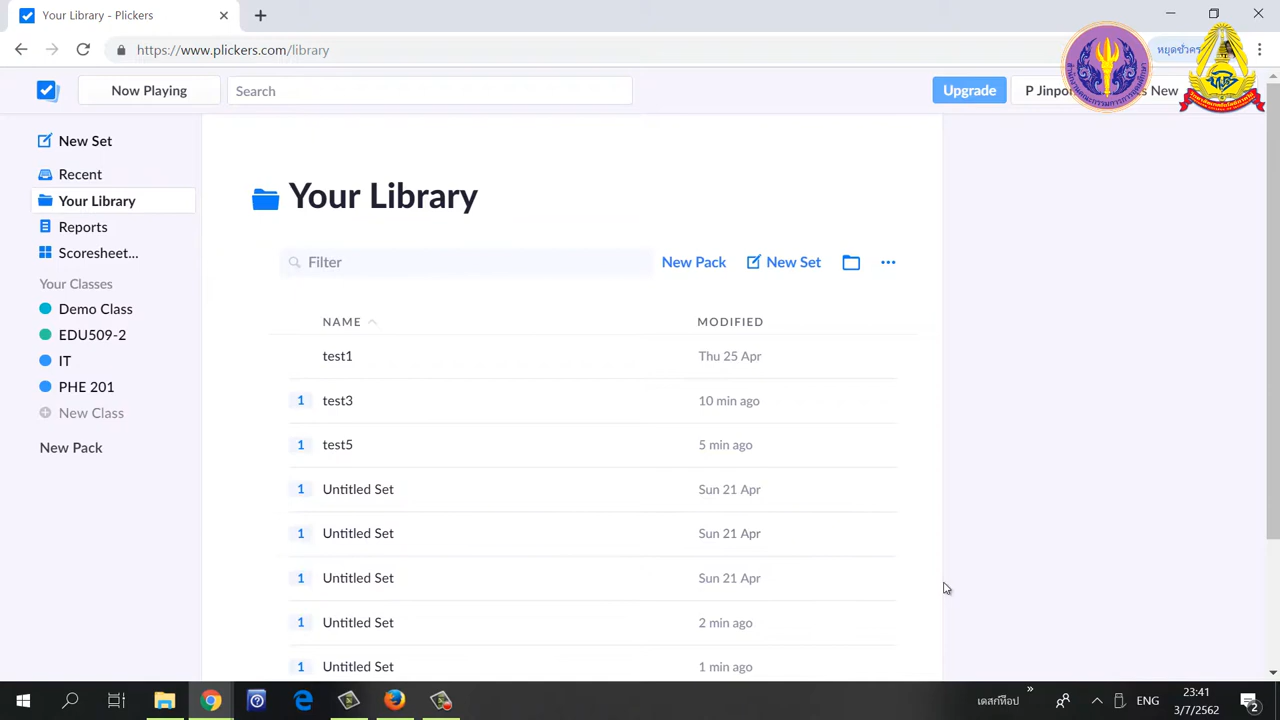 Your Library - Plickers
https://www.plickers.com/library
Now Playing
Search
Upgrade
New Set
Recent
Your Library
Reports
Scoresheet...
Your Classes
Demo Class
EDU509-2
IT
PHE 201
New Class
New Pack
Your Library
Filter
New Pack
New Set
NAME
MODIFIED
test1
Thu 25 Apr
1 test3
10 min ago
1 test5
5 min ago
1 Untitled Set
Sun 21 Apr
1 Untitled Set
Sun 21 Apr
1 Untitled Set
Sun 21 Apr
1 Untitled Set
2 min ago
1 Untitled Set
1 min ago
เดสก์ท็อป
ENG
23:41
3/7/2562
2